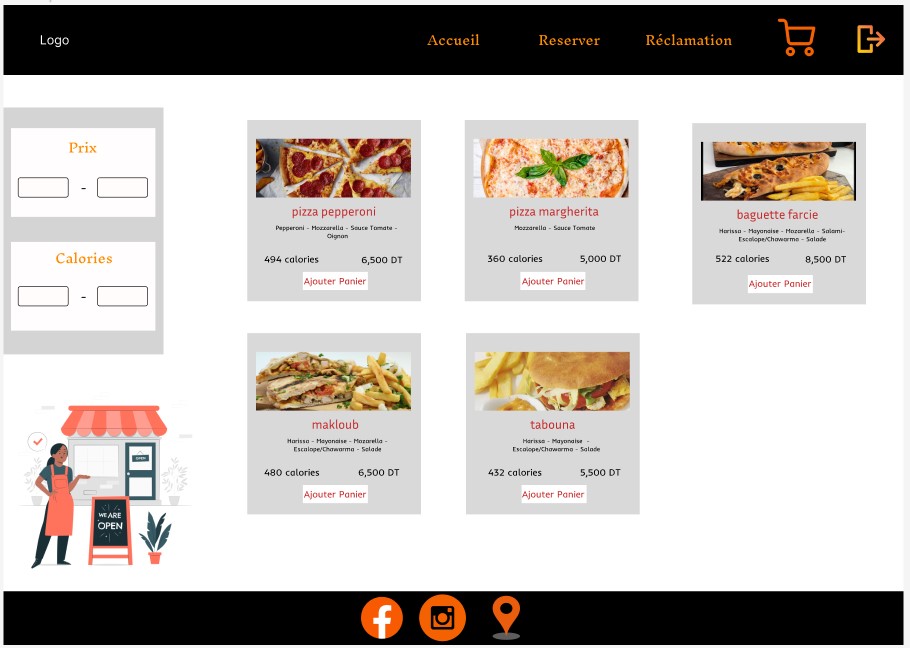 Logo
Accueil
Reserver
Réclamation
Prix
-
Calories
-
WE ARE
OPEN
OPEN
pizza pepperoni
Pepperoni - Mozzarella - Sauce Tomate -
Oignon
494 calories
6,500 DT
Ajouter Panier
pizza margherita
Mozzarella - Sauce Tomate
360 calories
5,000 DT
Ajouter Panier
baguette farcie
Harissa - Mayonaise - Mozarella - Salami-
Escalope/Chawarma - Salade
522 calories
8,500 DT
Ajouter Panier
makloub
Harissa - Mayonaise - Mozarella -
Escalope/Chawarma - Salade
480 calories
6,500 DT
Ajouter Panier
tabouna
Harissa - Mayonaise -
Escalope/Chawarma - Salade
432 calories
5,500 DT
Ajouter Panier